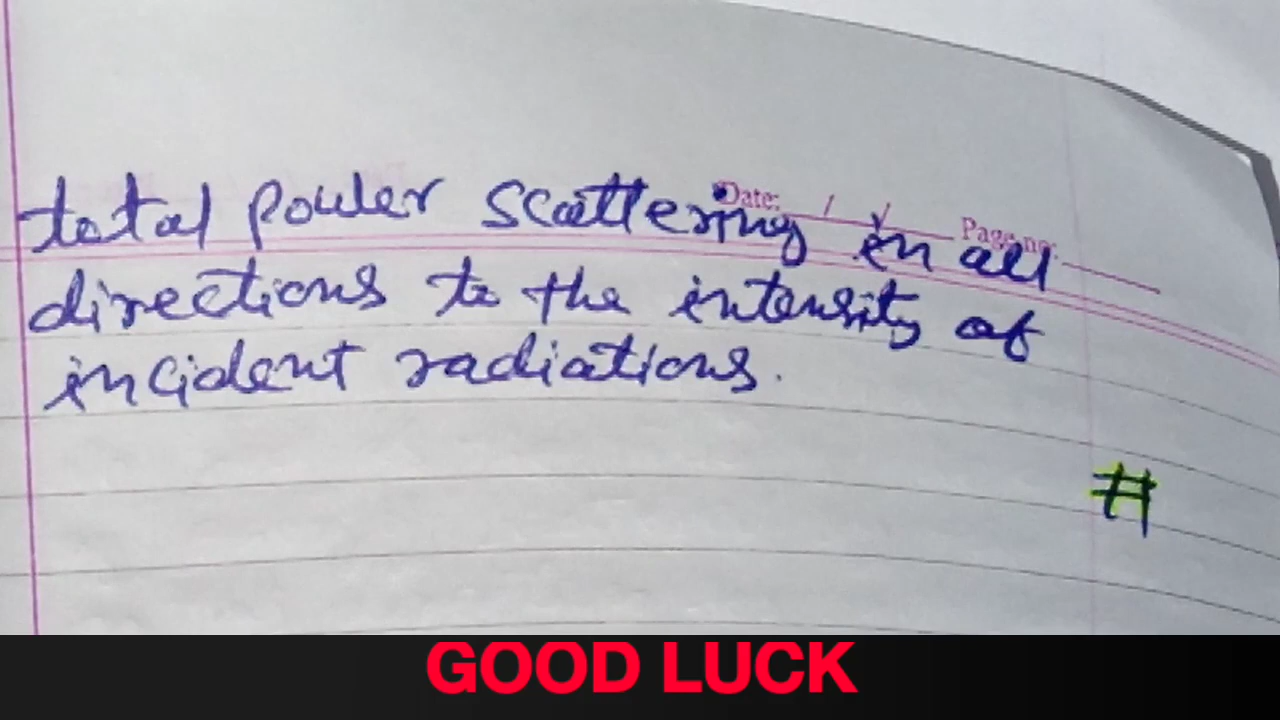 total power scattering in all
Date: / / Page no:
directions to the intensity of
incident radiations.
#
GOOD LUCK